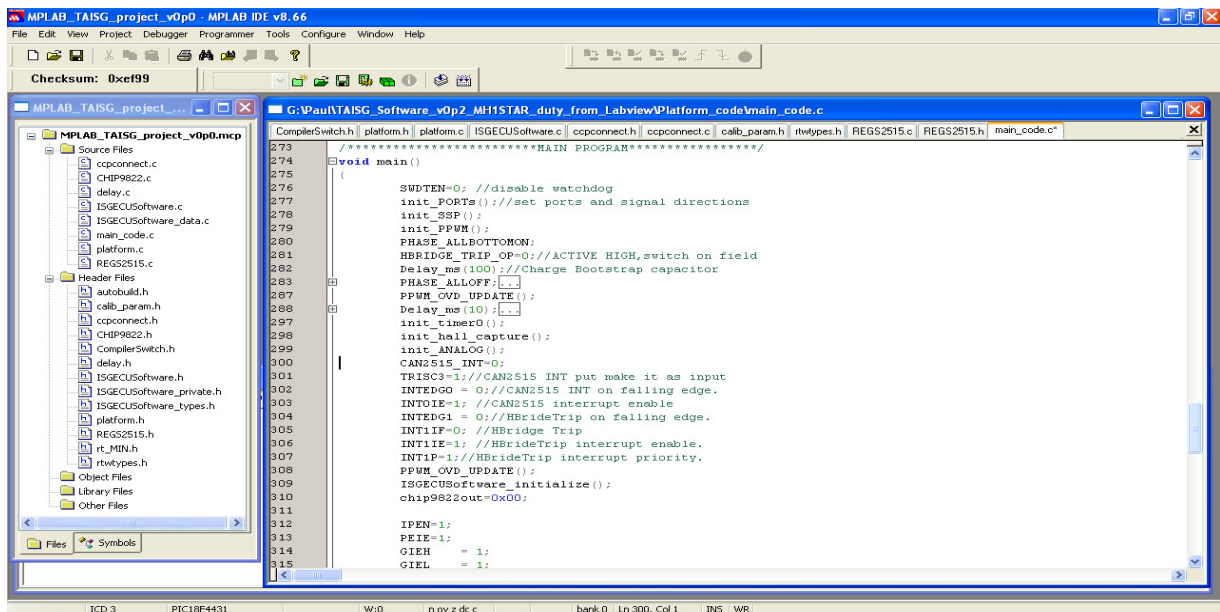 MPLAB_TAISG_project_v0p0 - MPLAB IDE v8.66
File Edit View Project Debugger Programmer Tools Configure Window Help
Checksum: 0xef99
MPLAB_TAISG_project_...
MPLAB_TAISG_project_v0p0.mcp
Source Files
ccpconnect.c
CHIP9822.c
delay.c
ISGECUSoftware.c
ISGECUSoftware_data.c
main_code.c
platform.c
REGS2515.c
Header Files
autobuild.h
calib_param.h
ccpconnect.h
CHIP9822.h
CompilerSwitch.h
delay.h
ISGECUSoftware.h
ISGECUSoftware_private.h
ISGECUSoftware_types.h
platform.h
REGS2515.h
rt_MIN.h
rtwtypes.h
Object Files
Library Files
Other Files
Files Symbols
G:\Paul\TAISG_Software_v0p2_MH1STAR_duty_from_Labview\Platform_code\main_code.c
CompilerSwitch.h platform.h platform.c ISGECUSoftware.c ccpconnect.h ccpconnect.c calib_param.h rtwtypes.h REGS2515.c REGS2515.h main_code.c*
273 /*************************MAIN PROGRAM*****************/
274 void main()
275 {
276 SWDTEN=0; //disable watchdog
277 init_PORTs();//set ports and signal directions
278 init_SSP();
279 init_PPWM();
280 PHASE_ALLBOTTOMON;
281 HBRIDGE_TRIP_OP=0;//ACTIVE HIGH,switch on field
282 Delay_ms(100);//Charge Bootstrap capacitor
283 PHASE_ALLOFF;...
287 PPWM_OVD_UPDATE();
288 Delay_ms(10);...
297 init_timer0();
298 init_hall_capture();
299 init_ANALOG();
300 CAN2515_INT=0;
301 TRISC3=1;//CAN2515 INT put make it as input
302 INTEDG0 = 0;//CAN2515 INT on falling edge.
303 INT0IE=1; //CAN2515 interrupt enable
304 INTEDG1 = 0;//HBrideTrip on falling edge.
305 INT1IF=0; //HBridge Trip
306 INT1IE=1; //HBrideTrip interrupt enable.
307 INT1P=1;//HBrideTrip interrupt priority.
308 PPWM_OVD_UPDATE();
309 ISGECUSoftware_initialize();
310 chip9822out=0x00;
311
312 IPEN=1;
313 PEIE=1;
314 GIEH = 1;
315 GIEL = 1;
ICD 3 PIC18F4431 W:0 n ov z dc c bank 0 Ln 300, Col 1 INS WR